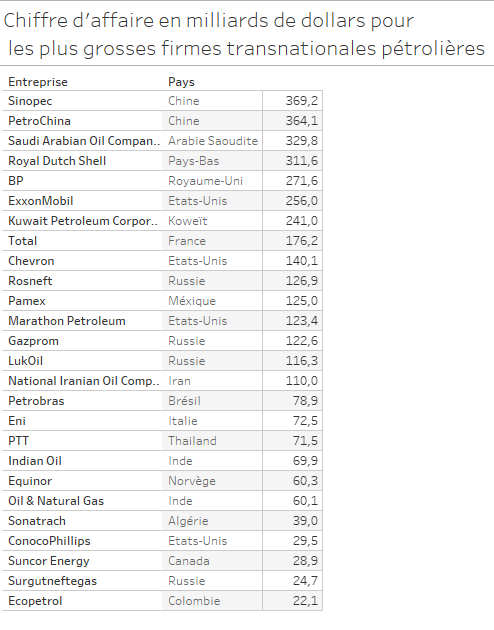 Chiffre d'affaire en milliards de dollars pour
les plus grosses firmes transnationales pétrolières
Entreprise Pays
Sinopec Chine 369,2
PetroChina Chine 364,1
Saudi Arabian Oil Compan.. Arabie Saoudite 329,8
Royal Dutch Shell Pays-Bas 311,6
BP Royaume-Uni 271,6
ExxonMobil Etats-Unis 256,0
Kuwait Petroleum Corpor.. Koweït 241,0
Total France 176,2
Chevron Etats-Unis 140,1
Rosneft Russie 126,9
Pamex Méxique 125,0
Marathon Petroleum Etats-Unis 123,4
Gazprom Russie 122,6
LukOil Russie 116,3
National Iranian Oil Comp.. Iran 110,0
Petrobras Brésil 78,9
Eni Italie 72,5
PTT Thailand 71,5
Indian Oil Inde 69,9
Equinor Norvège 60,3
Oil & Natural Gas Inde 60,1
Sonatrach Algérie 39,0
ConocoPhillips Etats-Unis 29,5
Suncor Energy Canada 28,9
Surgutneftegas Russie 24,7
Ecopetrol Colombie 22,1